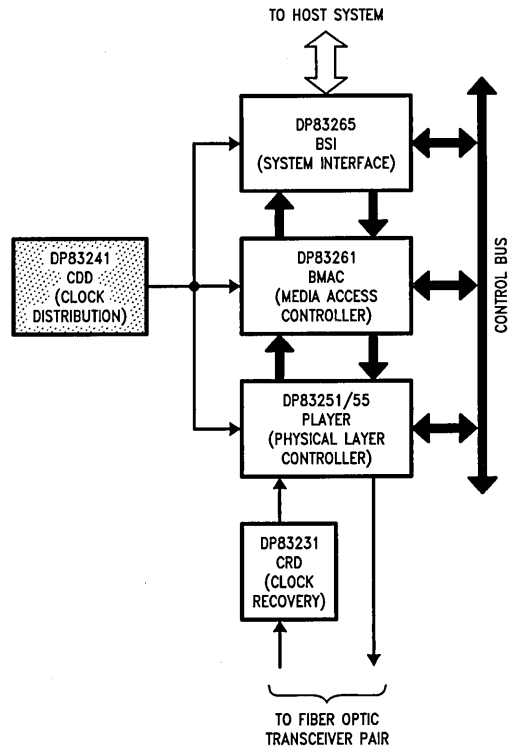 TO HOST SYSTEM
DP83265
BSI
(SYSTEM INTERFACE)
DP83241
CDD
(CLOCK
DISTRIBUTION)
DP83261
BMAC
(MEDIA ACCESS
CONTROLLER)
CONTROL BUS
DP83251/55
PLAYER
(PHYSICAL LAYER
CONTROLLER)
DP83231
CRD
(CLOCK
RECOVERY)
TO FIBER OPTIC
TRANSCEIVER PAIR